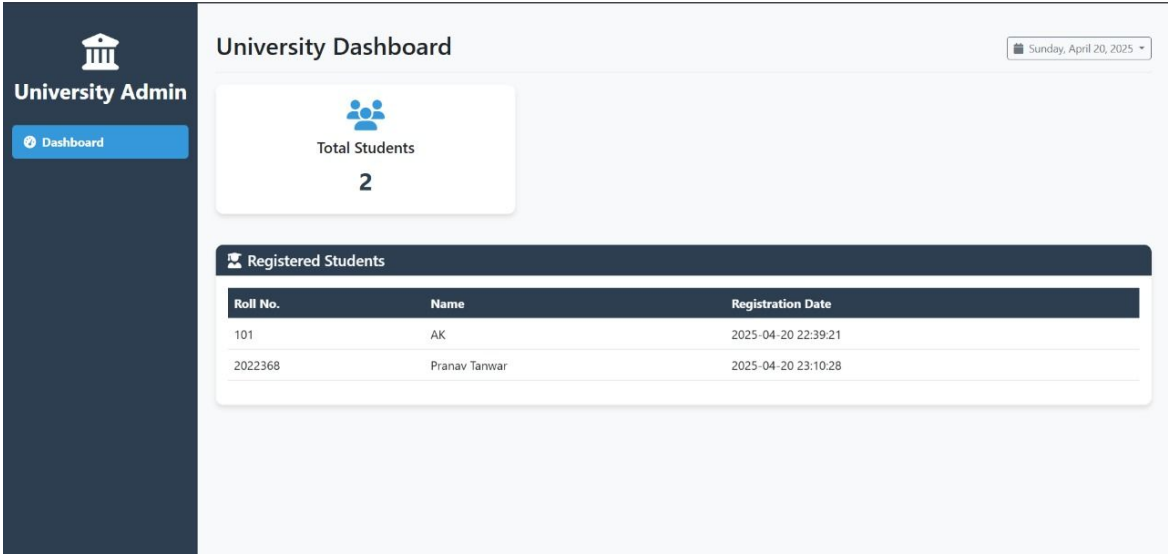 University Admin
Dashboard
University Dashboard
Sunday, April 20, 2025
Total Students
2
Registered Students
Roll No. Name Registration Date
101 AK 2025-04-20 22:39:21
2022368 Pranav Tanwar 2025-04-20 23:10:28